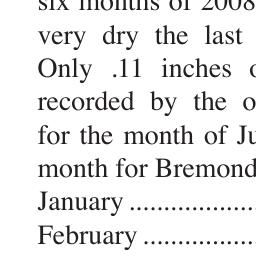 six months of 2008
very dry the last
Only .11 inches
recorded by the
for the month of
month for Bremond
January ...................
February .................